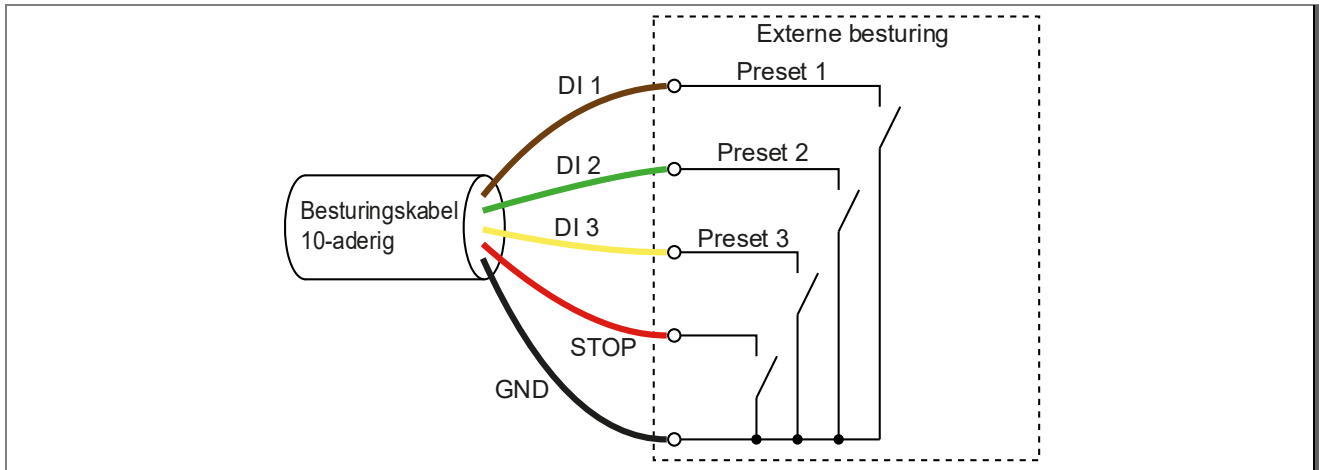 Externe besturing
DI 1
Preset 1
DI 2
Preset 2
Besturingskabel
10-aderig
DI 3
Preset 3
STOP
GND